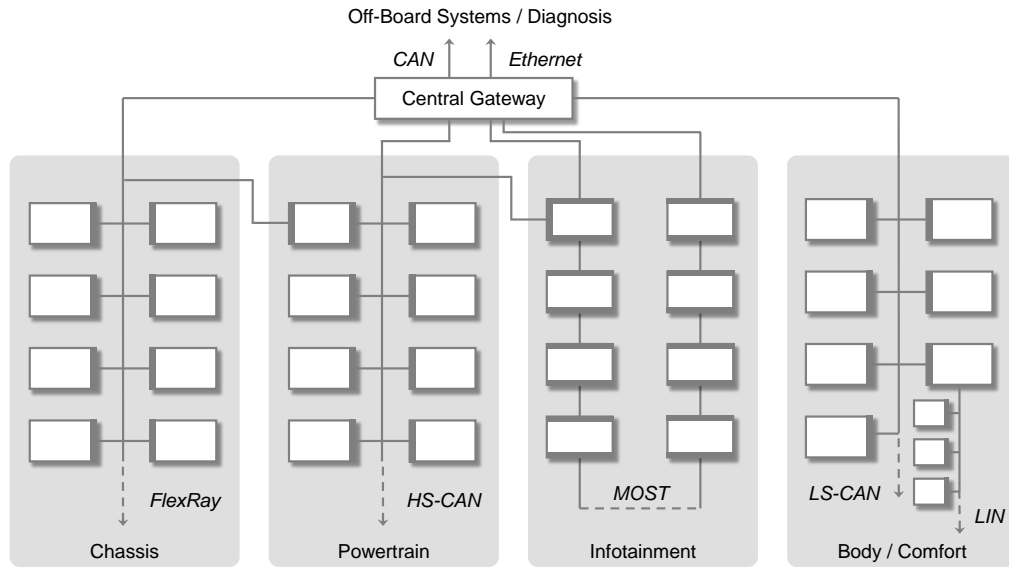 Off-Board Systems / Diagnosis
CAN
Ethernet
Central Gateway
FlexRay
HS-CAN
MOST
LS-CAN
LIN
Chassis
Powertrain
Infotainment
Body / Comfort